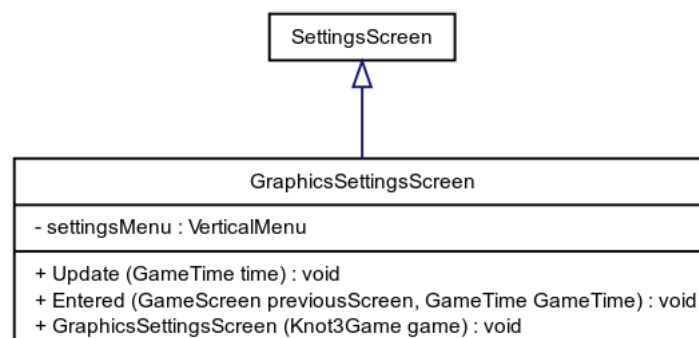 SettingsScreen
GraphicsSettingsScreen
- settingsMenu : VerticalMenu
+ Update (GameTime time) : void
+ Entered (GameScreen previousScreen, GameTime GameTime) : void
+ GraphicsSettingsScreen (Knot3Game game) : void